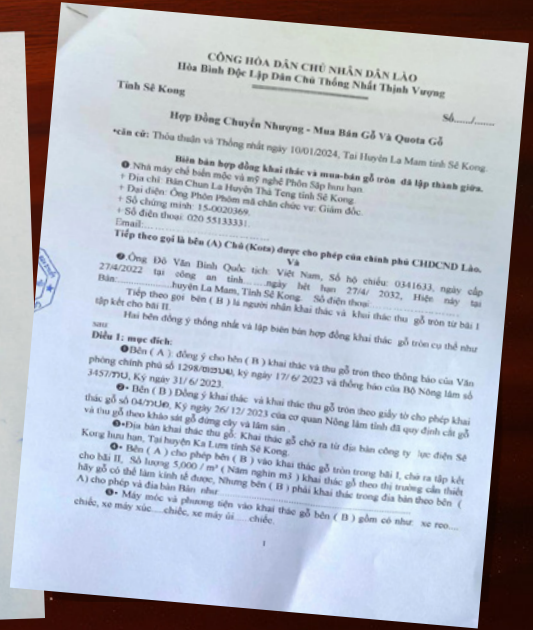 CÔNG HÒA DÂN CHỦ NHÂN DÂN LÀO
Hòa Bình Độc Lập Dân Chủ Thống Nhất Thịnh Vượng
Tỉnh Sê Kong
Số....../.......
Hợp Đồng Chuyển Nhượng - Mua Bán Gỗ Và Quota Gỗ
*căn cứ: Thỏa thuận và Thống nhất ngày 10/01/2024, Tại Huyện La Mam tỉnh Sê Kong.
Biên bản hợp đồng khai thác và mua-bán gỗ tròn đã lập thành giữa.
❶ Nhà máy chế biến mộc và mỹ nghệ Phôn Sặp hưu hạn.
+ Địa chỉ: Bản Chun La Huyện Thà Teng tỉnh Sê Kong.
+ Đại diện: Ông Phôn Phôm mã chăn chức vụ: Giám đốc.
+ Số chứng minh: 15-0020369.
+ Số điện thoại: 020 55133331.
Email:
Tiếp theo gọi là bên (A) Chủ (Kota) được cho phép của chính phủ CHDCND Lào.
Và
❷.Ông Đỗ Văn Bình Quốc tịch: Việt Nam, Số hộ chiếu: 0341633, ngày cấp
27/4/2022 tại công an tỉnh......ngày hết hạn 27/4/ 2032, Hiện nảy tại
Bản:..................huyện La Mam, Tỉnh Sê Kong. Số điện thoại:
Tiếp theo gọi bên ( B ) là người nhận khai thác và khai thác thu gỗ tròn từ bãi I
tập kết cho bãi II.
Hai bên đồng ý thống nhất và lập biên bản hợp đồng khai thác gỗ tròn cụ thể như
sau
Điều 1: mục đích:
❶Bên ( A ): đồng ý cho bên ( B ) khai thác và thu gỗ tròn theo thông báo của Văn
phòng chính phủ số 1298/, ký ngày 17/ 6/ 2023 và thông báo của Bộ Nông lâm số
3457/, Ký ngày 31/ 6/ 2023.
❷- Bên ( B ) Đồng ý khai thác và khai thác thu gỗ tròn theo giấy tờ cho phép khai
thác gỗ số 04/, Ký ngày 26/ 12/ 2023 của cơ quan Nông lâm tỉnh đã quy định cắt gỗ
và thu gỗ theo khảo sát gỗ đứng cây và lâm sản .
❸-Địa bàn khai thác thu gỗ: Khai thác gỗ chở ra từ địa bàn công ty lực điện Sê
Kong hưu hạn, Tại huyện Ka Lưm tỉnh Sê Kong.
❹- Bên ( A ) cho phép bên ( B ) vào khai thác gỗ tròn trong bãi I, chở ra tập kết
cho bãi II, Số lượng 5,000 / m³ ( Năm nghìn m3 ) khai thác gỗ theo thị trường cần thiết
hãy gỗ có thể làm kinh tế được, Nhưng bên ( B ) phải khai thác trong địa bàn theo bên (
A) cho phép và địa bàn Bản như
❺- Máy móc và phương tiện vào khai thác gỗ bên ( B ) gồm có như xe reo....
chiếc, xe máy xúc.....chiếc, xe máy ủi .....chiếc.
1